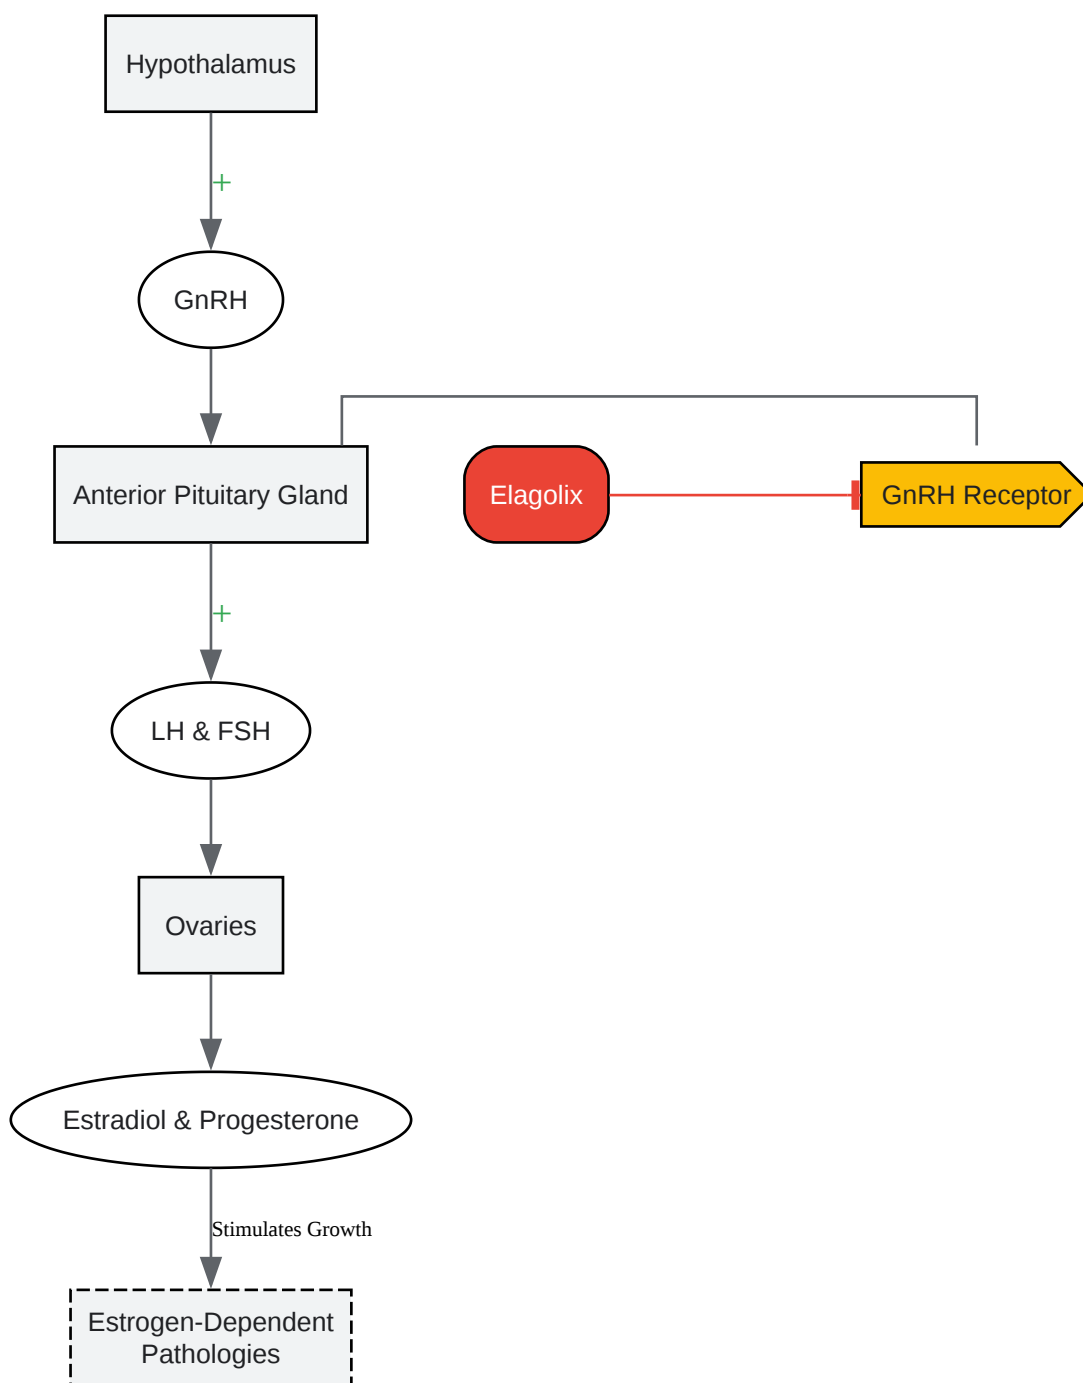 Hypothalamus
+
GnRH
Anterior Pituitary Gland
Elagolix
GnRH Receptor
+
LH & FSH
Ovaries
Estradiol & Progesterone
Stimulates Growth
Estrogen-Dependent
Pathologies